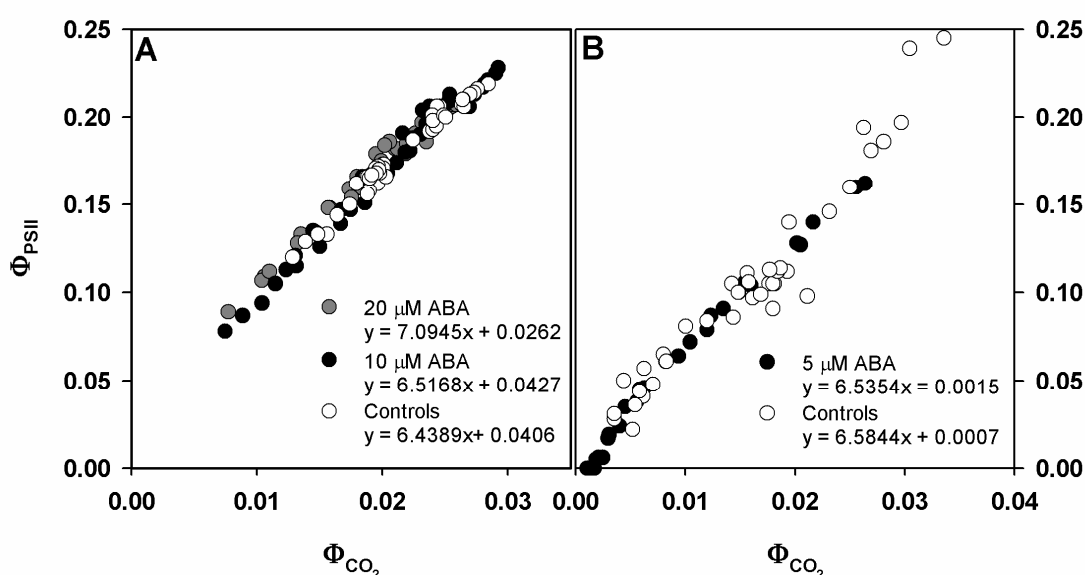 A
B
0.25
0.20
0.15
0.10
0.05
0.00
ΦPSII
20 μM ABA
y = 7.0945x + 0.0262
10 μM ABA
y = 6.5168x + 0.0427
Controls
y = 6.4389x+ 0.0406
5 μM ABA
y = 6.5354x = 0.0015
Controls
y = 6.5844x + 0.0007
0.25
0.20
0.15
0.10
0.05
0.00
0.00 0.01 0.02 0.03 0.00 0.01 0.02 0.03 0.04
ΦCO2 ΦCO2